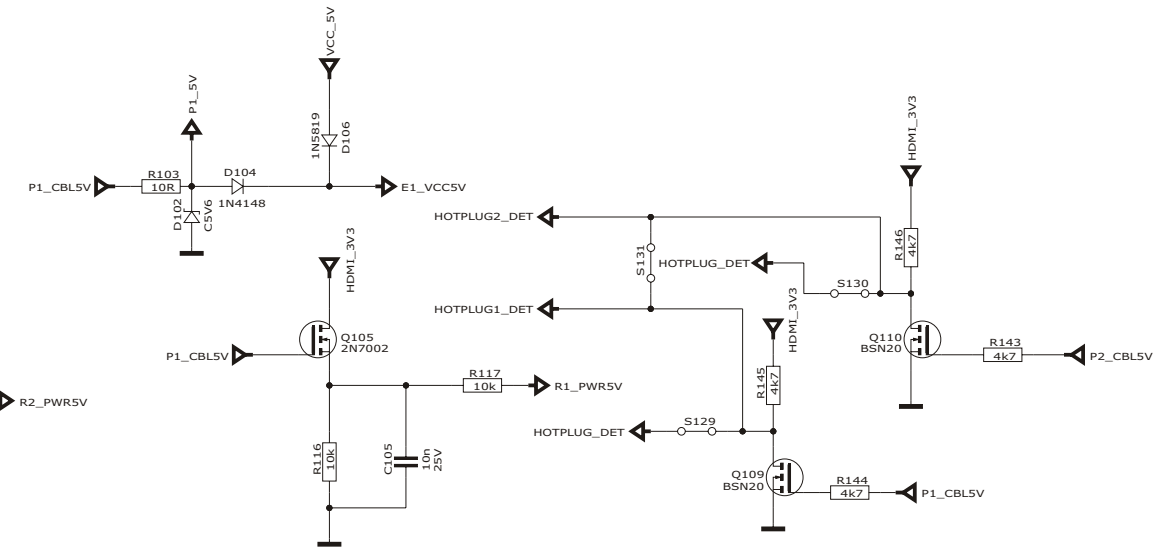 VCC_5V
P1_5V
1N5819
D106
P1_CBL5V
R103
10R
D104
1N4148
E1_VCC5V
D102
C5V6
HDMI_3V3
Q105
2N7002
P1_CBL5V
R117
10k
R1_PWR5V
R2_PWR5V
R116
10k
C105
10n
25V
HDMI_3V3
HOTPLUG2_DET
R146
4k7
S131
HOTPLUG_DET
S130
HOTPLUG1_DET
HDMI_3V3
Q110
BSN20
R143
4k7
P2_CBL5V
R145
4k7
HOTPLUG_DET
S129
Q109
BSN20
R144
4k7
P1_CBL5V